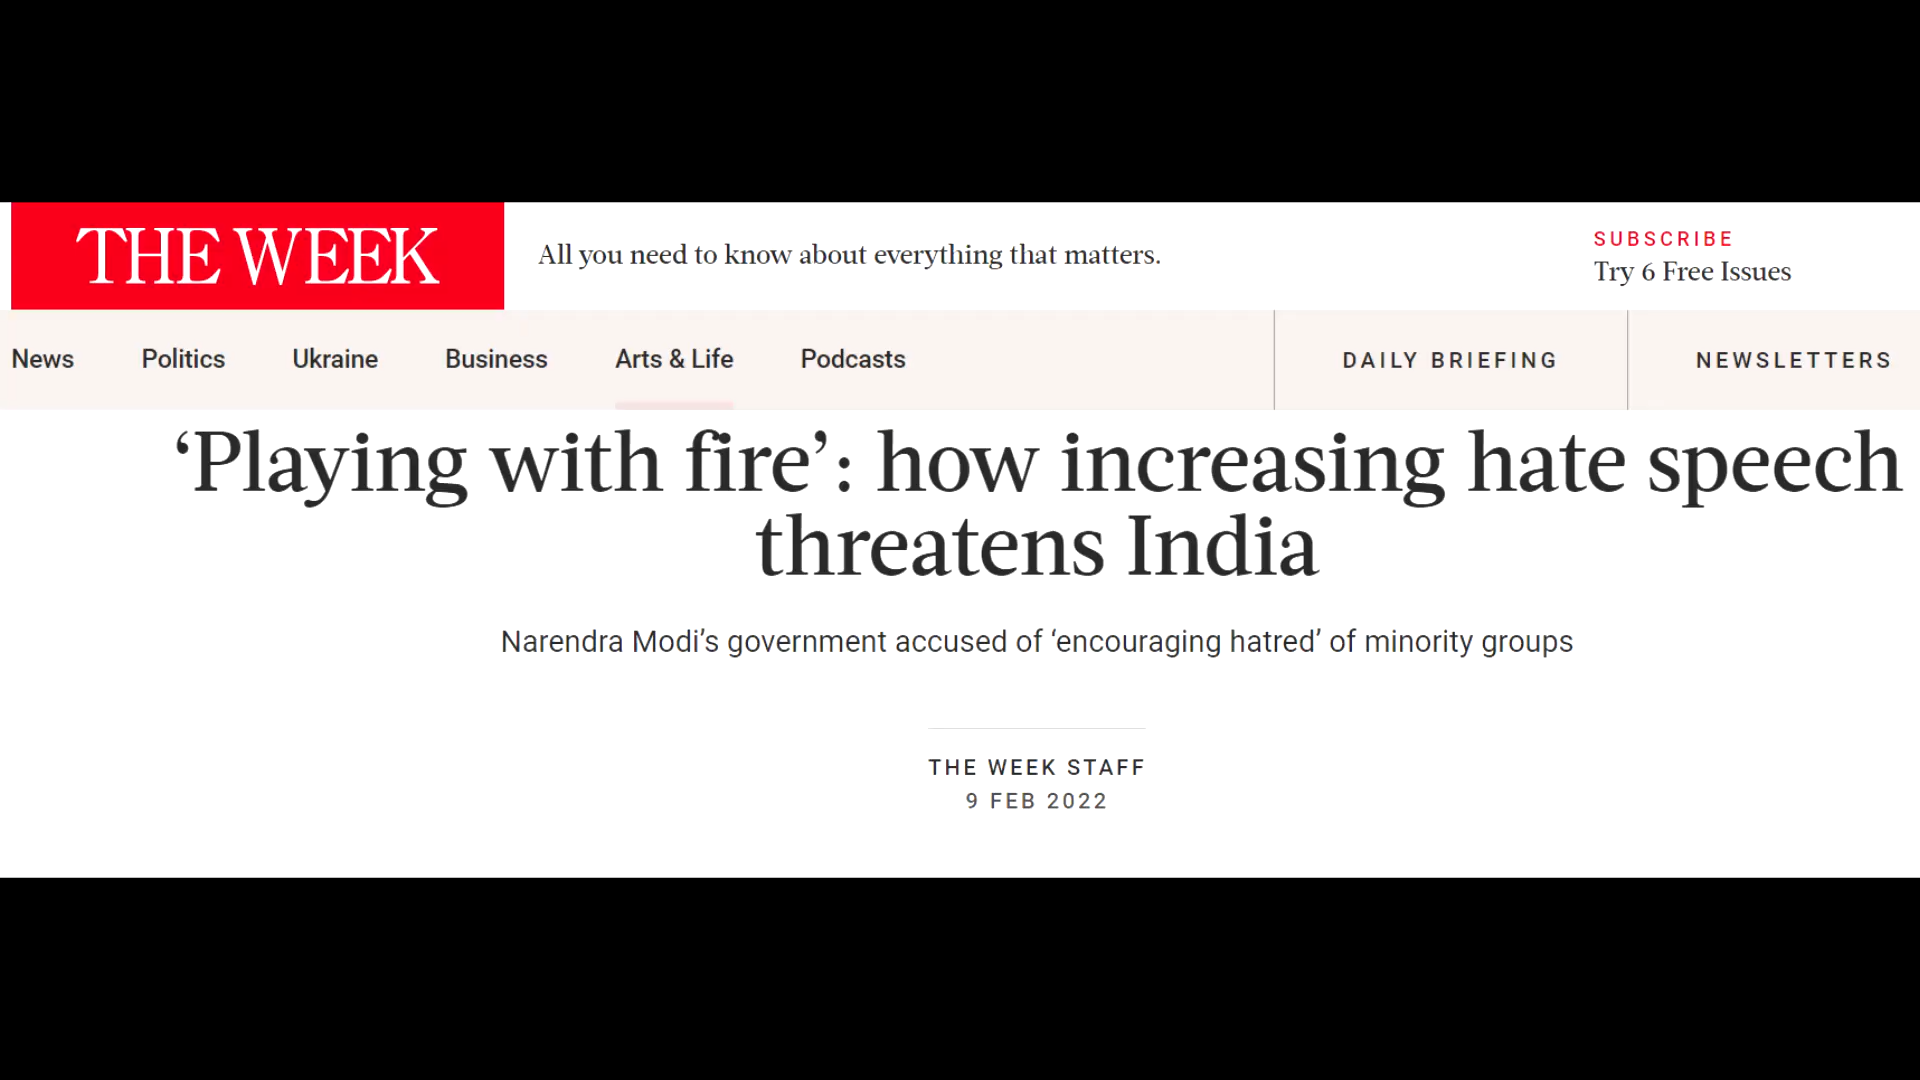 THE WEEK
All you need to know about everything that matters.
SUBSCRIBE
Try 6 Free Issues
News Politics Ukraine Business Arts & Life Podcasts DAILY BRIEFING NEWSLETTERS
‘Playing with fire’: how increasing hate speech
threatens India
Narendra Modi’s government accused of ‘encouraging hatred’ of minority groups
THE WEEK STAFF
9 FEB 2022